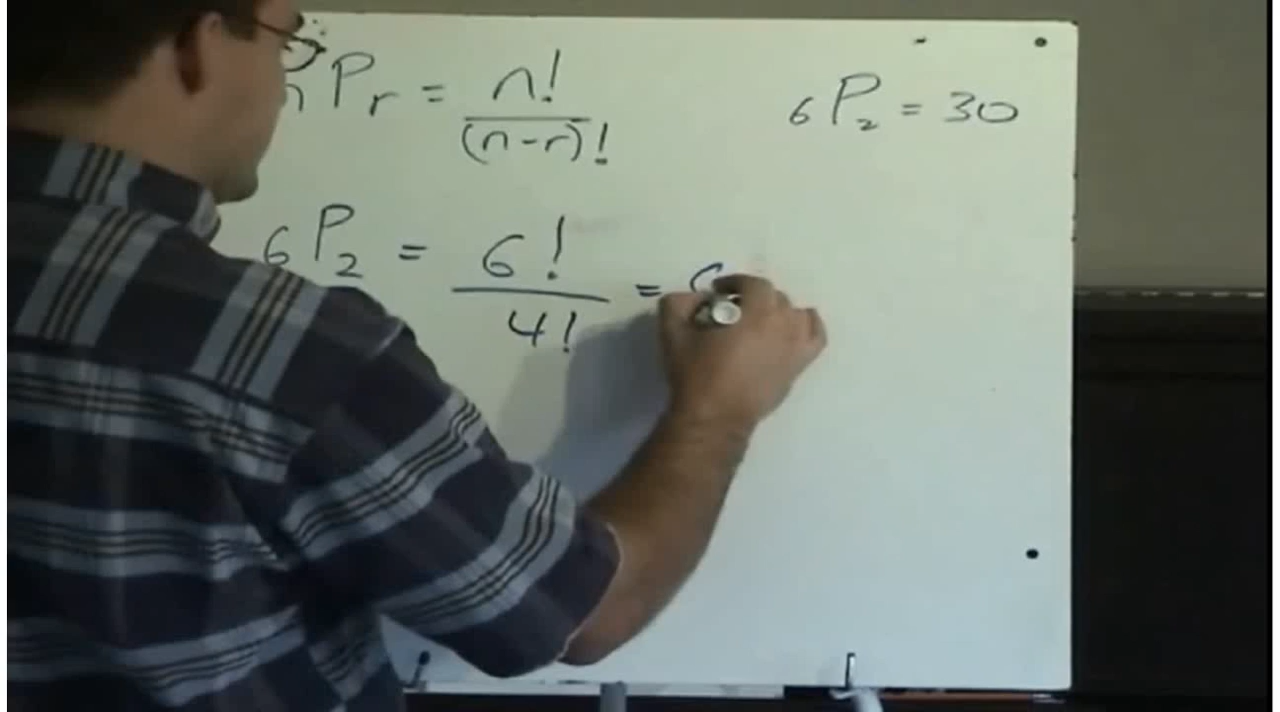 nPr = n! / (n-r)!
6P2 = 30
6P2 = 6! / 4! =